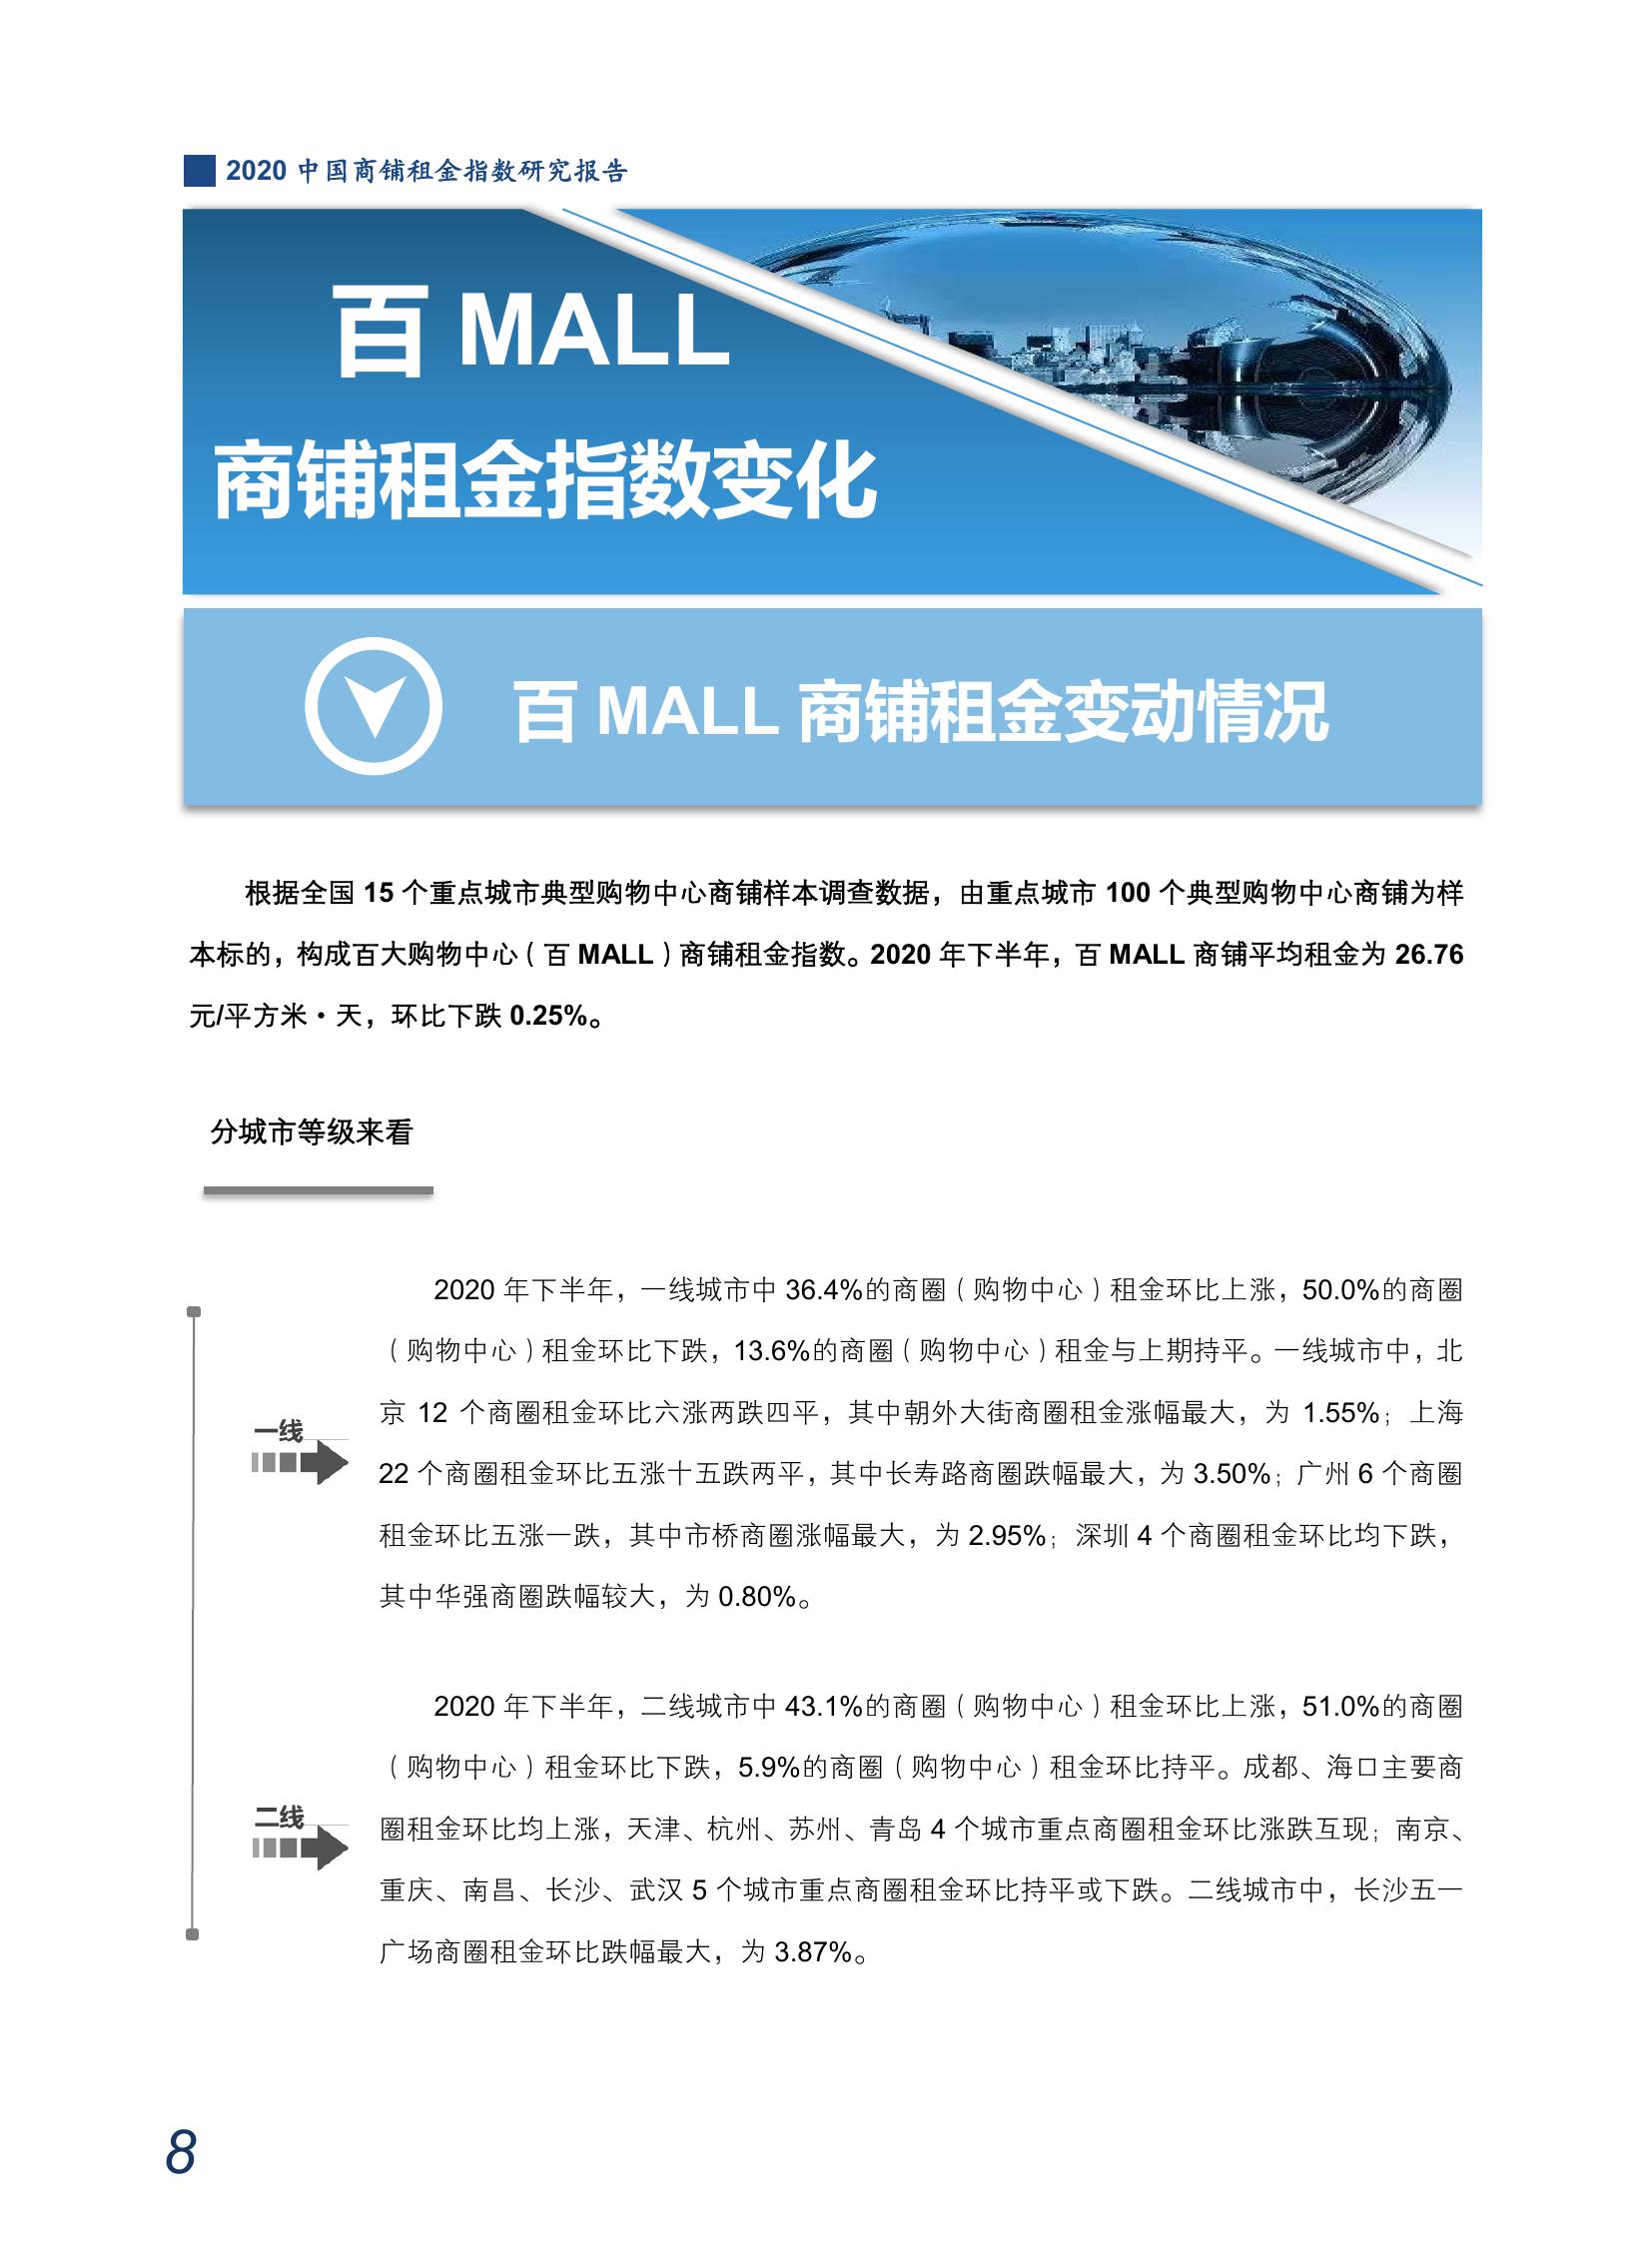 2020 中国商铺租金指数研究报告
百 MALL
商铺租金指数变化
百 MALL 商铺租金变动情况
根据全国 15 个重点城市典型购物中心商铺样本调查数据，由重点城市 100 个典型购物中心商铺为样
本标的，构成百大购物中心（百 MALL）商铺租金指数。2020 年下半年，百 MALL 商铺平均租金为 26.76
元/平方米·天，环比下跌 0.25%。
分城市等级来看
2020 年下半年，一线城市中 36.4%的商圈（购物中心）租金环比上涨，50.0%的商圈
（购物中心）租金环比下跌，13.6%的商圈（购物中心）租金与上期持平。一线城市中，北
京 12 个商圈租金环比六涨两跌四平，其中朝外大街商圈租金涨幅最大，为 1.55%；上海
一线
22 个商圈租金环比五涨十五跌两平，其中长寿路商圈跌幅最大，为 3.50%；广州 6 个商圈
租金环比五涨一跌，其中市桥商圈涨幅最大，为 2.95%；深圳 4 个商圈租金环比均下跌，
其中华强商圈跌幅较大，为 0.80%。
2020 年下半年，二线城市中 43.1%的商圈（购物中心）租金环比上涨，51.0%的商圈
（购物中心）租金环比下跌，5.9%的商圈（购物中心）租金环比持平。成都、海口主要商
二线
圈租金环比均上涨，天津、杭州、苏州、青岛 4 个城市重点商圈租金环比涨跌互现；南京、
重庆、南昌、长沙、武汉 5 个城市重点商圈租金环比持平或下跌。二线城市中，长沙五一
广场商圈租金环比跌幅最大，为 3.87%。
8